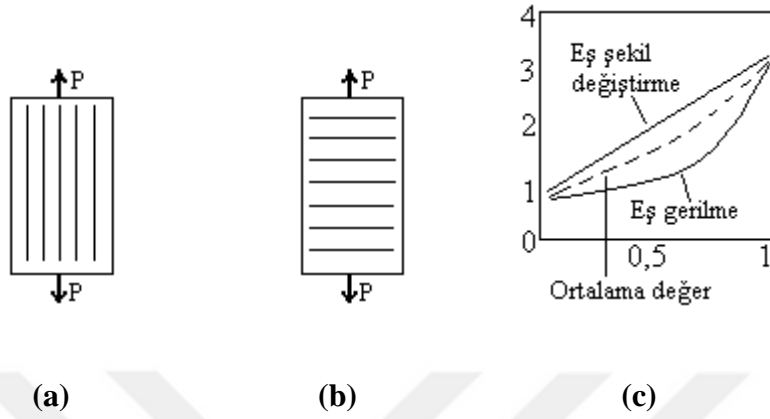 P
P
(a)
P
P
(b)
4
3
2
1
0
Eş şekil
değiştirme
Eş gerilme
0,5
1
Ortalama değer
(c)